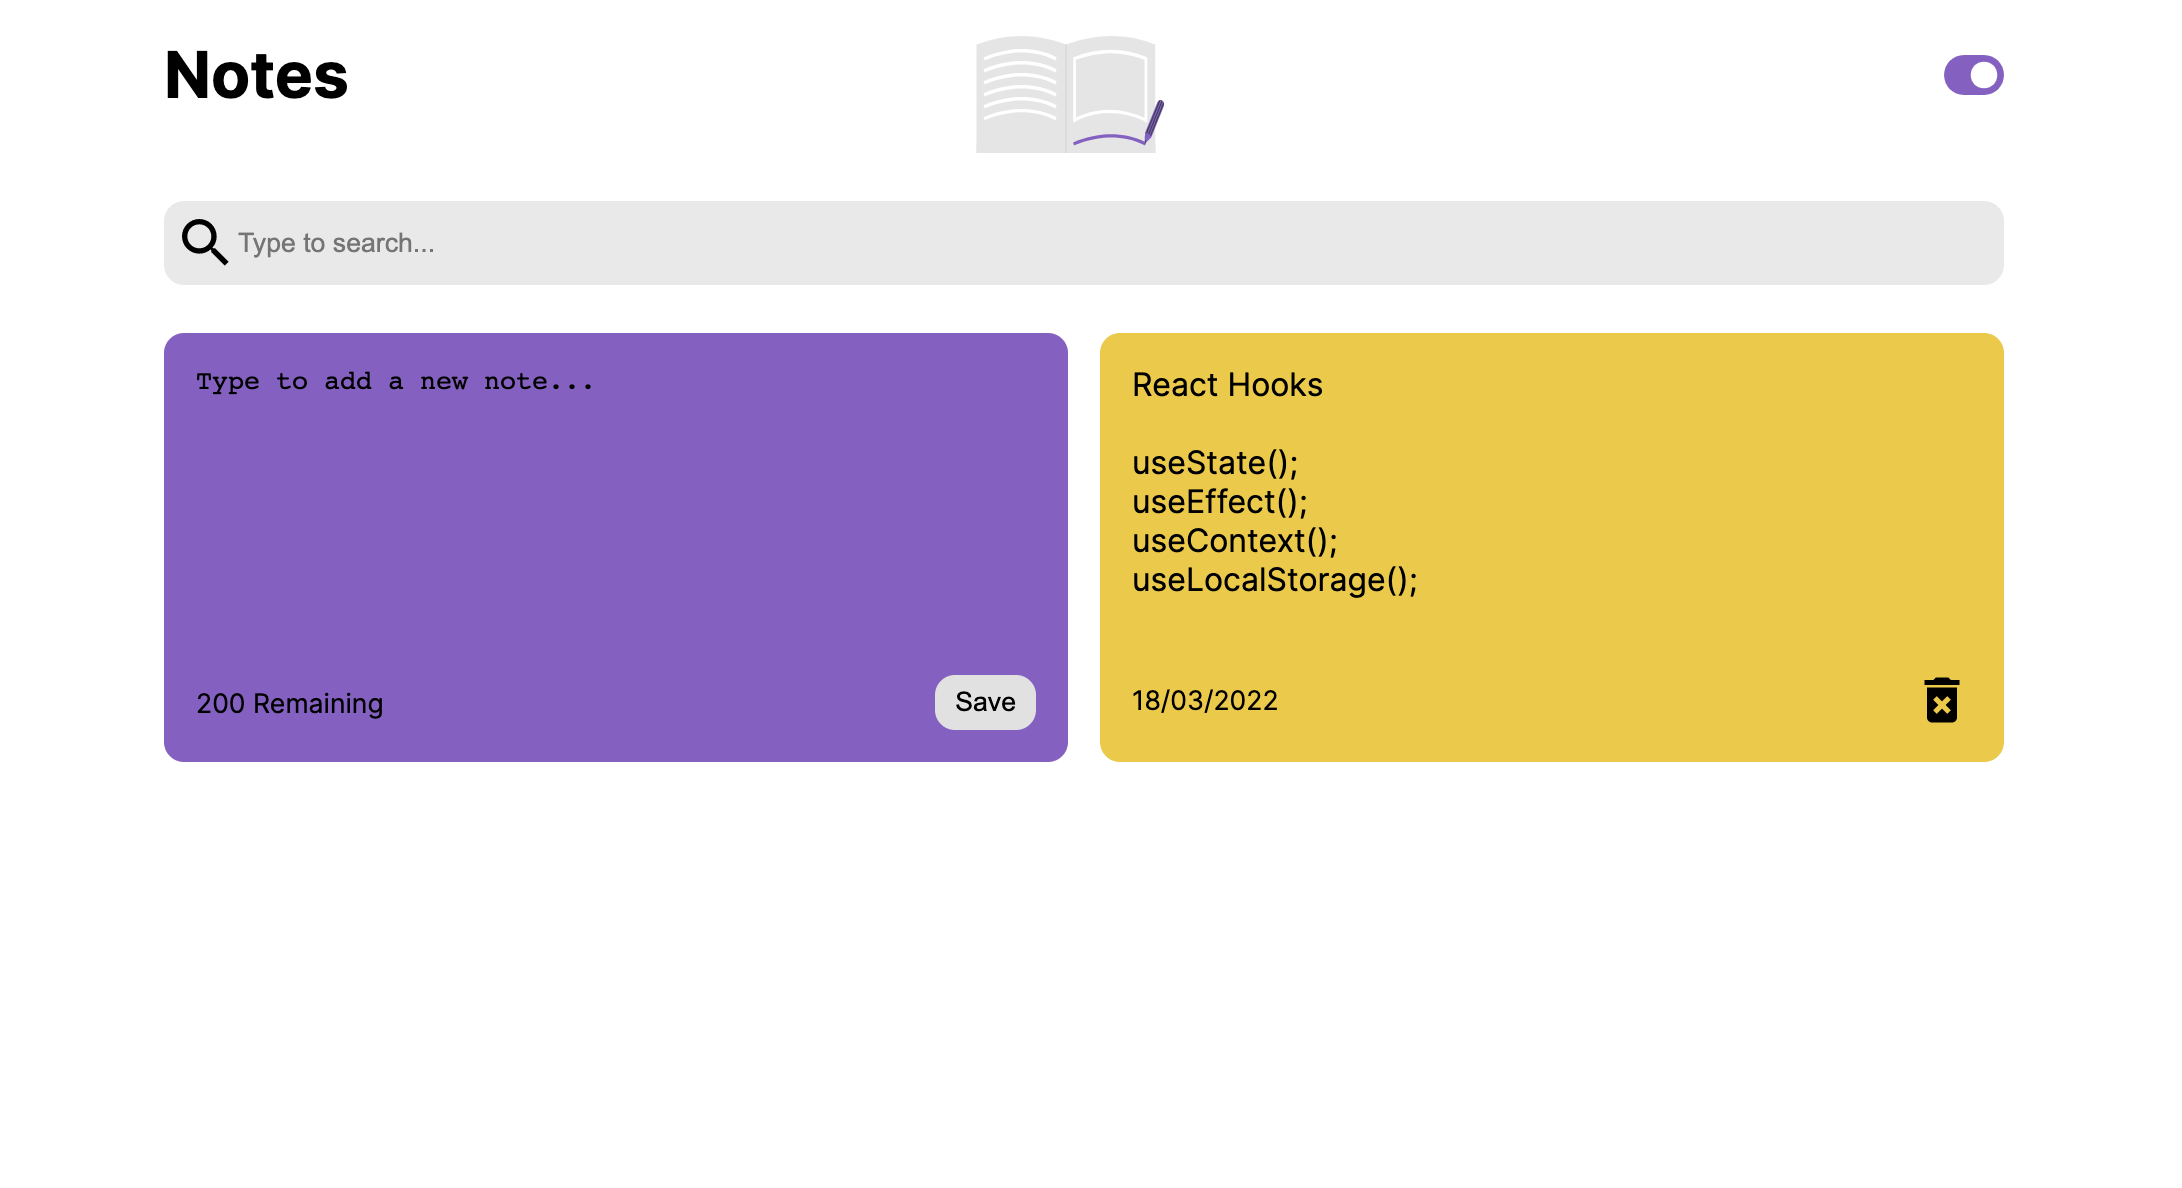 Notes
Type to search...
Type to add a new note...
200 Remaining
Save
React Hooks
useState();
useEffect();
useContext();
useLocalStorage();
18/03/2022